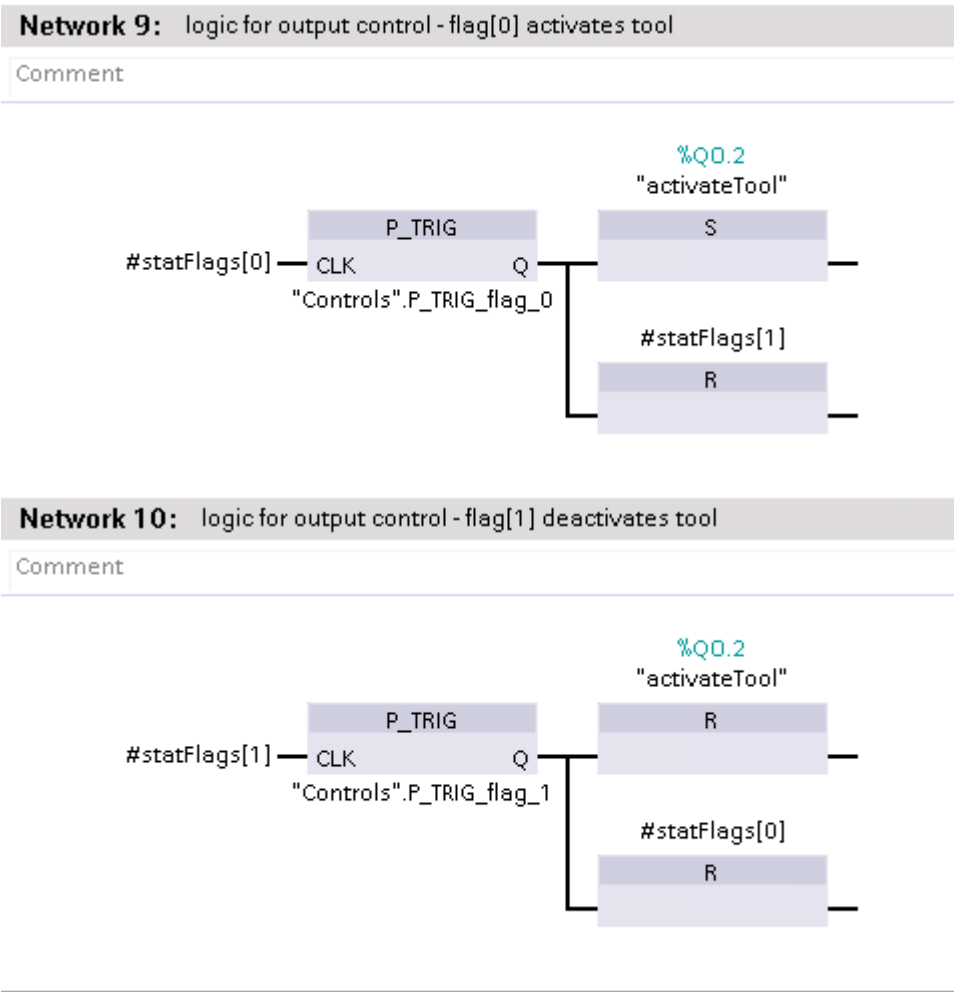 Network 9: logic for output control - flag[0] activates tool
Comment
%Q0.2
"activateTool"
P_TRIG
S
#statFlags[0]
CLK
Q
"Controls".P_TRIG_flag_0
#statFlags[1]
R
Network 10: logic for output control - flag[1] deactivates tool
Comment
%Q0.2
"activateTool"
P_TRIG
R
#statFlags[1]
CLK
Q
"Controls".P_TRIG_flag_1
#statFlags[0]
R